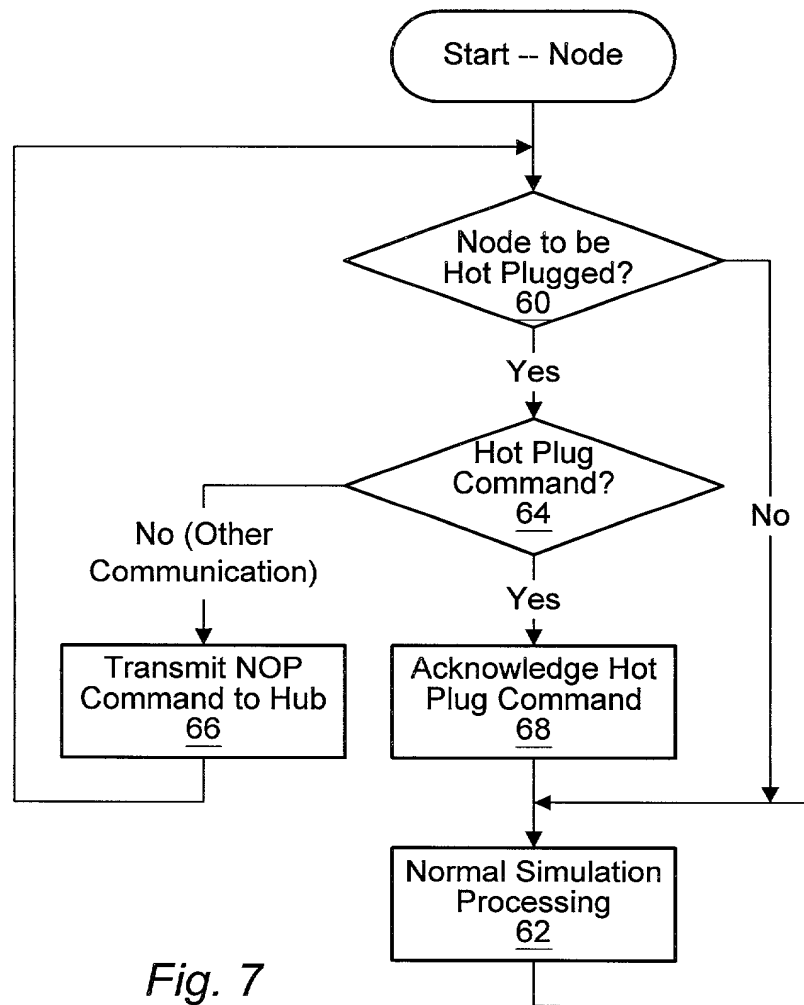 Start -- Node
Node to be
Hot Plugged?
60
Yes
Hot Plug
Command?
64
No
No (Other
Communication)
Yes
Transmit NOP
Command to Hub
66
Acknowledge Hot
Plug Command
68
Normal Simulation
Processing
62
Fig. 7